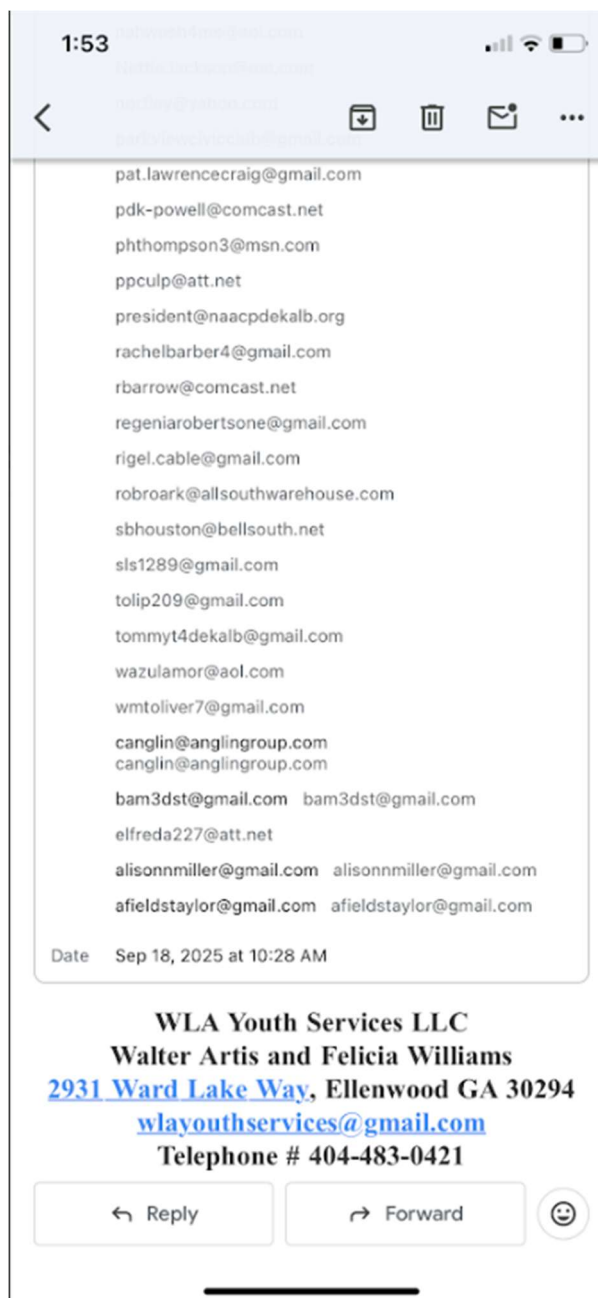 1:53
pat.lawrencecraig@gmail.com
pdk-powell@comcast.net
phthompson3@msn.com
ppculp@att.net
president@naacpdekalb.org
rachelbarber4@gmail.com
rbarrow@comcast.net
regeniarobertsone@gmail.com
rigel.cable@gmail.com
robroark@allsouthwarehouse.com
sbhouston@bellsouth.net
sls1289@gmail.com
tolip209@gmail.com
tommyt4dekalb@gmail.com
wazulamor@aol.com
wmtoliver7@gmail.com
canglin@anglingroup.com
canglin@anglingroup.com
bam3dst@gmail.com bam3dst@gmail.com
elfreda227@att.net
alisonnmiller@gmail.com alisonnmiller@gmail.com
afieldstaylor@gmail.com afieldstaylor@gmail.com
Date Sep 18, 2025 at 10:28 AM
WLA Youth Services LLC
Walter Artis and Felicia Williams
2931 Ward Lake Way, Ellenwood GA 30294
wlayouthservices@gmail.com
Telephone # 404-483-0421
Reply Forward